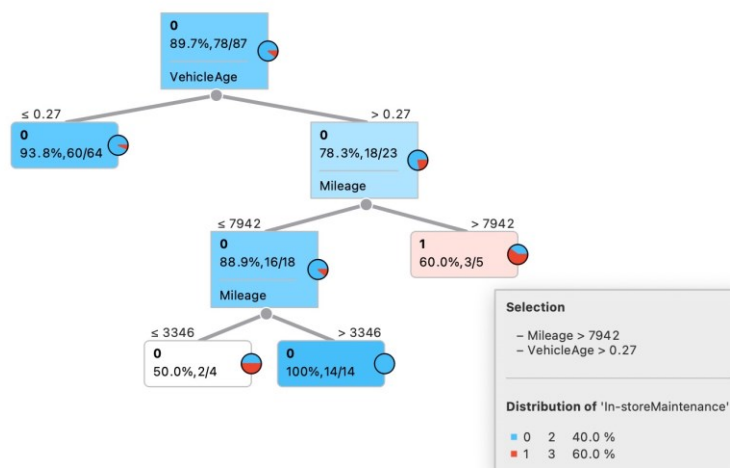 0
89.7%,78/87
VehicleAge
≤ 0.27
> 0.27
0
93.8%,60/64
0
78.3%,18/23
Mileage
≤ 7942
> 7942
0
88.9%,16/18
Mileage
1
60.0%,3/5
≤ 3346
> 3346
0
50.0%,2/4
0
100%,14/14
Selection
– Mileage > 7942
– VehicleAge > 0.27
Distribution of 'In-storeMaintenance'
0 2 40.0 %
1 3 60.0 %